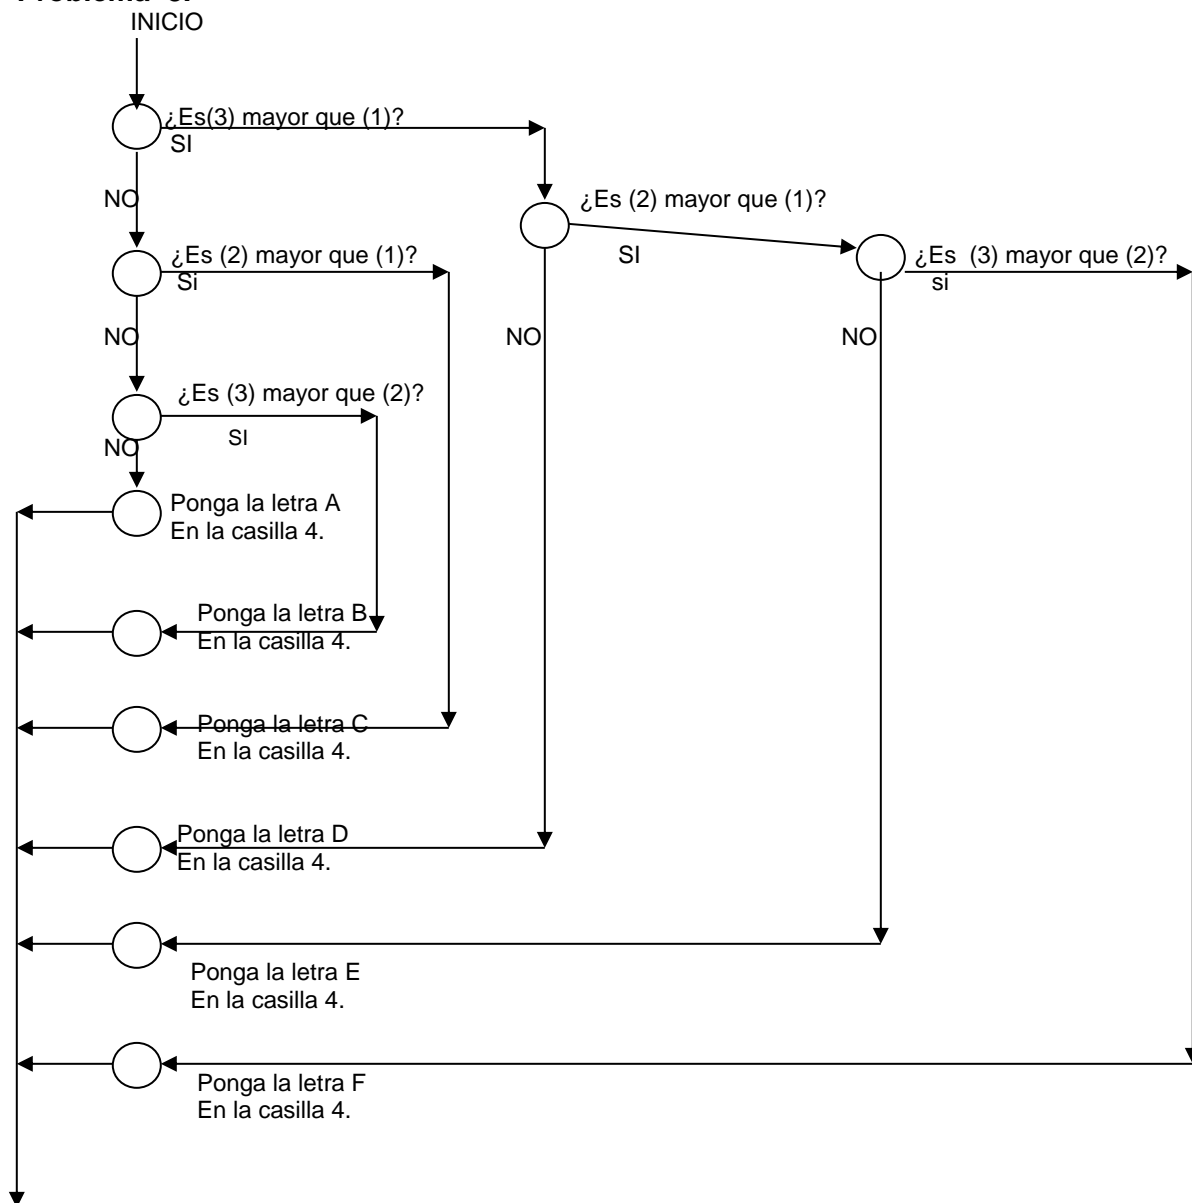 INICIO
¿Es(3) mayor que (1)?
SI
NO
¿Es (2) mayor que (1)?
SI
¿Es (2) mayor que (1)?
Si
¿Es (3) mayor que (2)?
si
NO
NO
NO
¿Es (3) mayor que (2)?
SI
NO
Ponga la letra A
En la casilla 4.
Ponga la letra B
En la casilla 4.
Ponga la letra C
En la casilla 4.
Ponga la letra D
En la casilla 4.
Ponga la letra E
En la casilla 4.
Ponga la letra F
En la casilla 4.